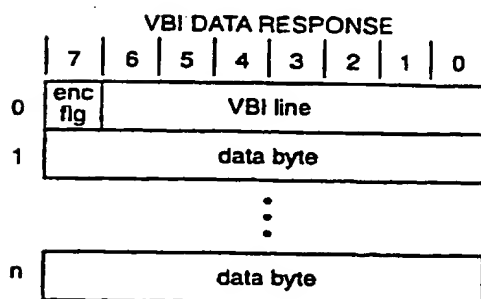 VBI DATA RESPONSE
7 6 5 4 3 2 1 0
0 enc flg VBI line
1 data byte
n data byte